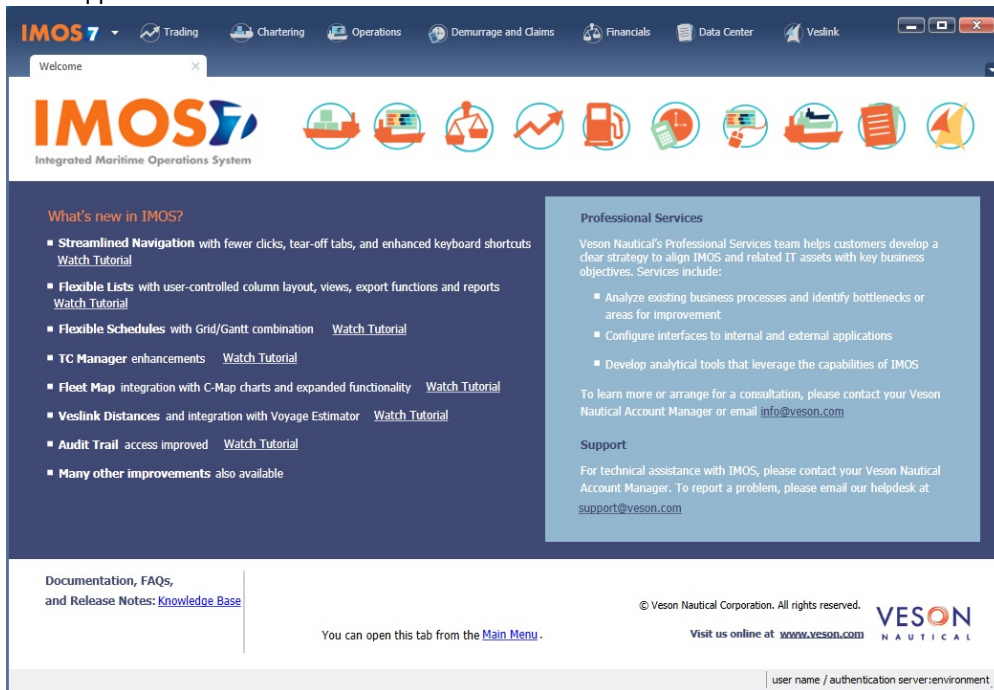 IMOS 7
Trading
Chartering
Operations
Demurrage and Claims
Financials
Data Center
Veslink
Welcome
IMOS7
Integrated Maritime Operations System
What's new in IMOS?
Streamlined Navigation with fewer clicks, tear-off tabs, and enhanced keyboard shortcuts
Watch Tutorial
Flexible Lists with user-controlled column layout, views, export functions and reports
Watch Tutorial
Flexible Schedules with Grid/Gantt combination Watch Tutorial
TC Manager enhancements Watch Tutorial
Fleet Map integration with C-Map charts and expanded functionality Watch Tutorial
Veslink Distances and integration with Voyage Estimator Watch Tutorial
Audit Trail access improved Watch Tutorial
Many other improvements also available
Professional Services
Veson Nautical's Professional Services team helps customers develop a
clear strategy to align IMOS and related IT assets with key business
objectives. Services include:
Analyze existing business processes and identify bottlenecks or
areas for improvement
Configure interfaces to internal and external applications
Develop analytical tools that leverage the capabilities of IMOS
To learn more or arrange for a consultation, please contact your Veson
Nautical Account Manager or email info@veson.com
Support
For technical assistance with IMOS, please contact your Veson Nautical
Account Manager. To report a problem, please email our helpdesk at
support@veson.com
Documentation, FAQs,
and Release Notes: Knowledge Base
You can open this tab from the Main Menu.
© Veson Nautical Corporation. All rights reserved.
Visit us online at www.veson.com
VESON
NAUTICAL
user name / authentication server:environment